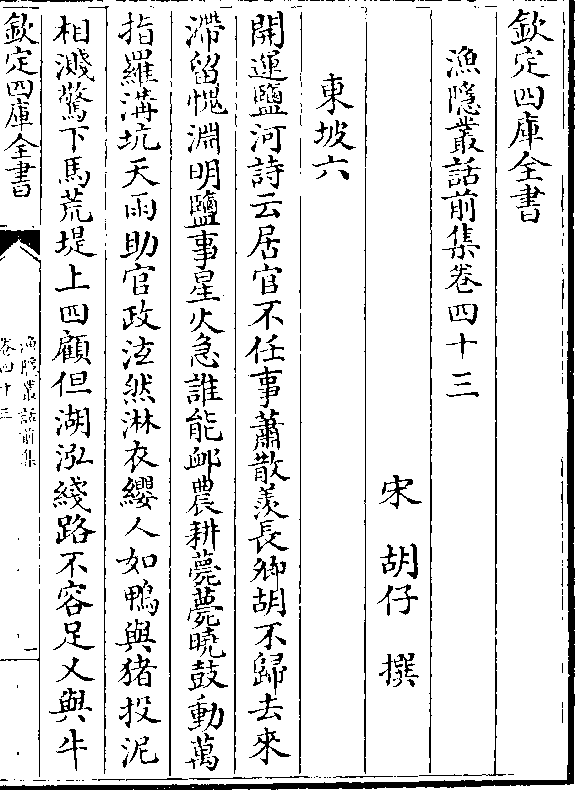 欽定四庫全書
漁隱叢話前集卷四十三
宋 胡仔 撰
東坡六
開運鹽河詩云居官不任事蕭散羨長卿胡不歸去來
滯留愧淵明鹽事星火急誰能䘏農耕薨薨曉鼓動萬
指羅溝坑天雨助官政泫然淋衣纓人如鴨與猪投泥
相濺驚下馬荒堤上四顧但湖泓綫路不容足又與牛
欽定四庫全書
漁隱叢話前集
卷四十三
一